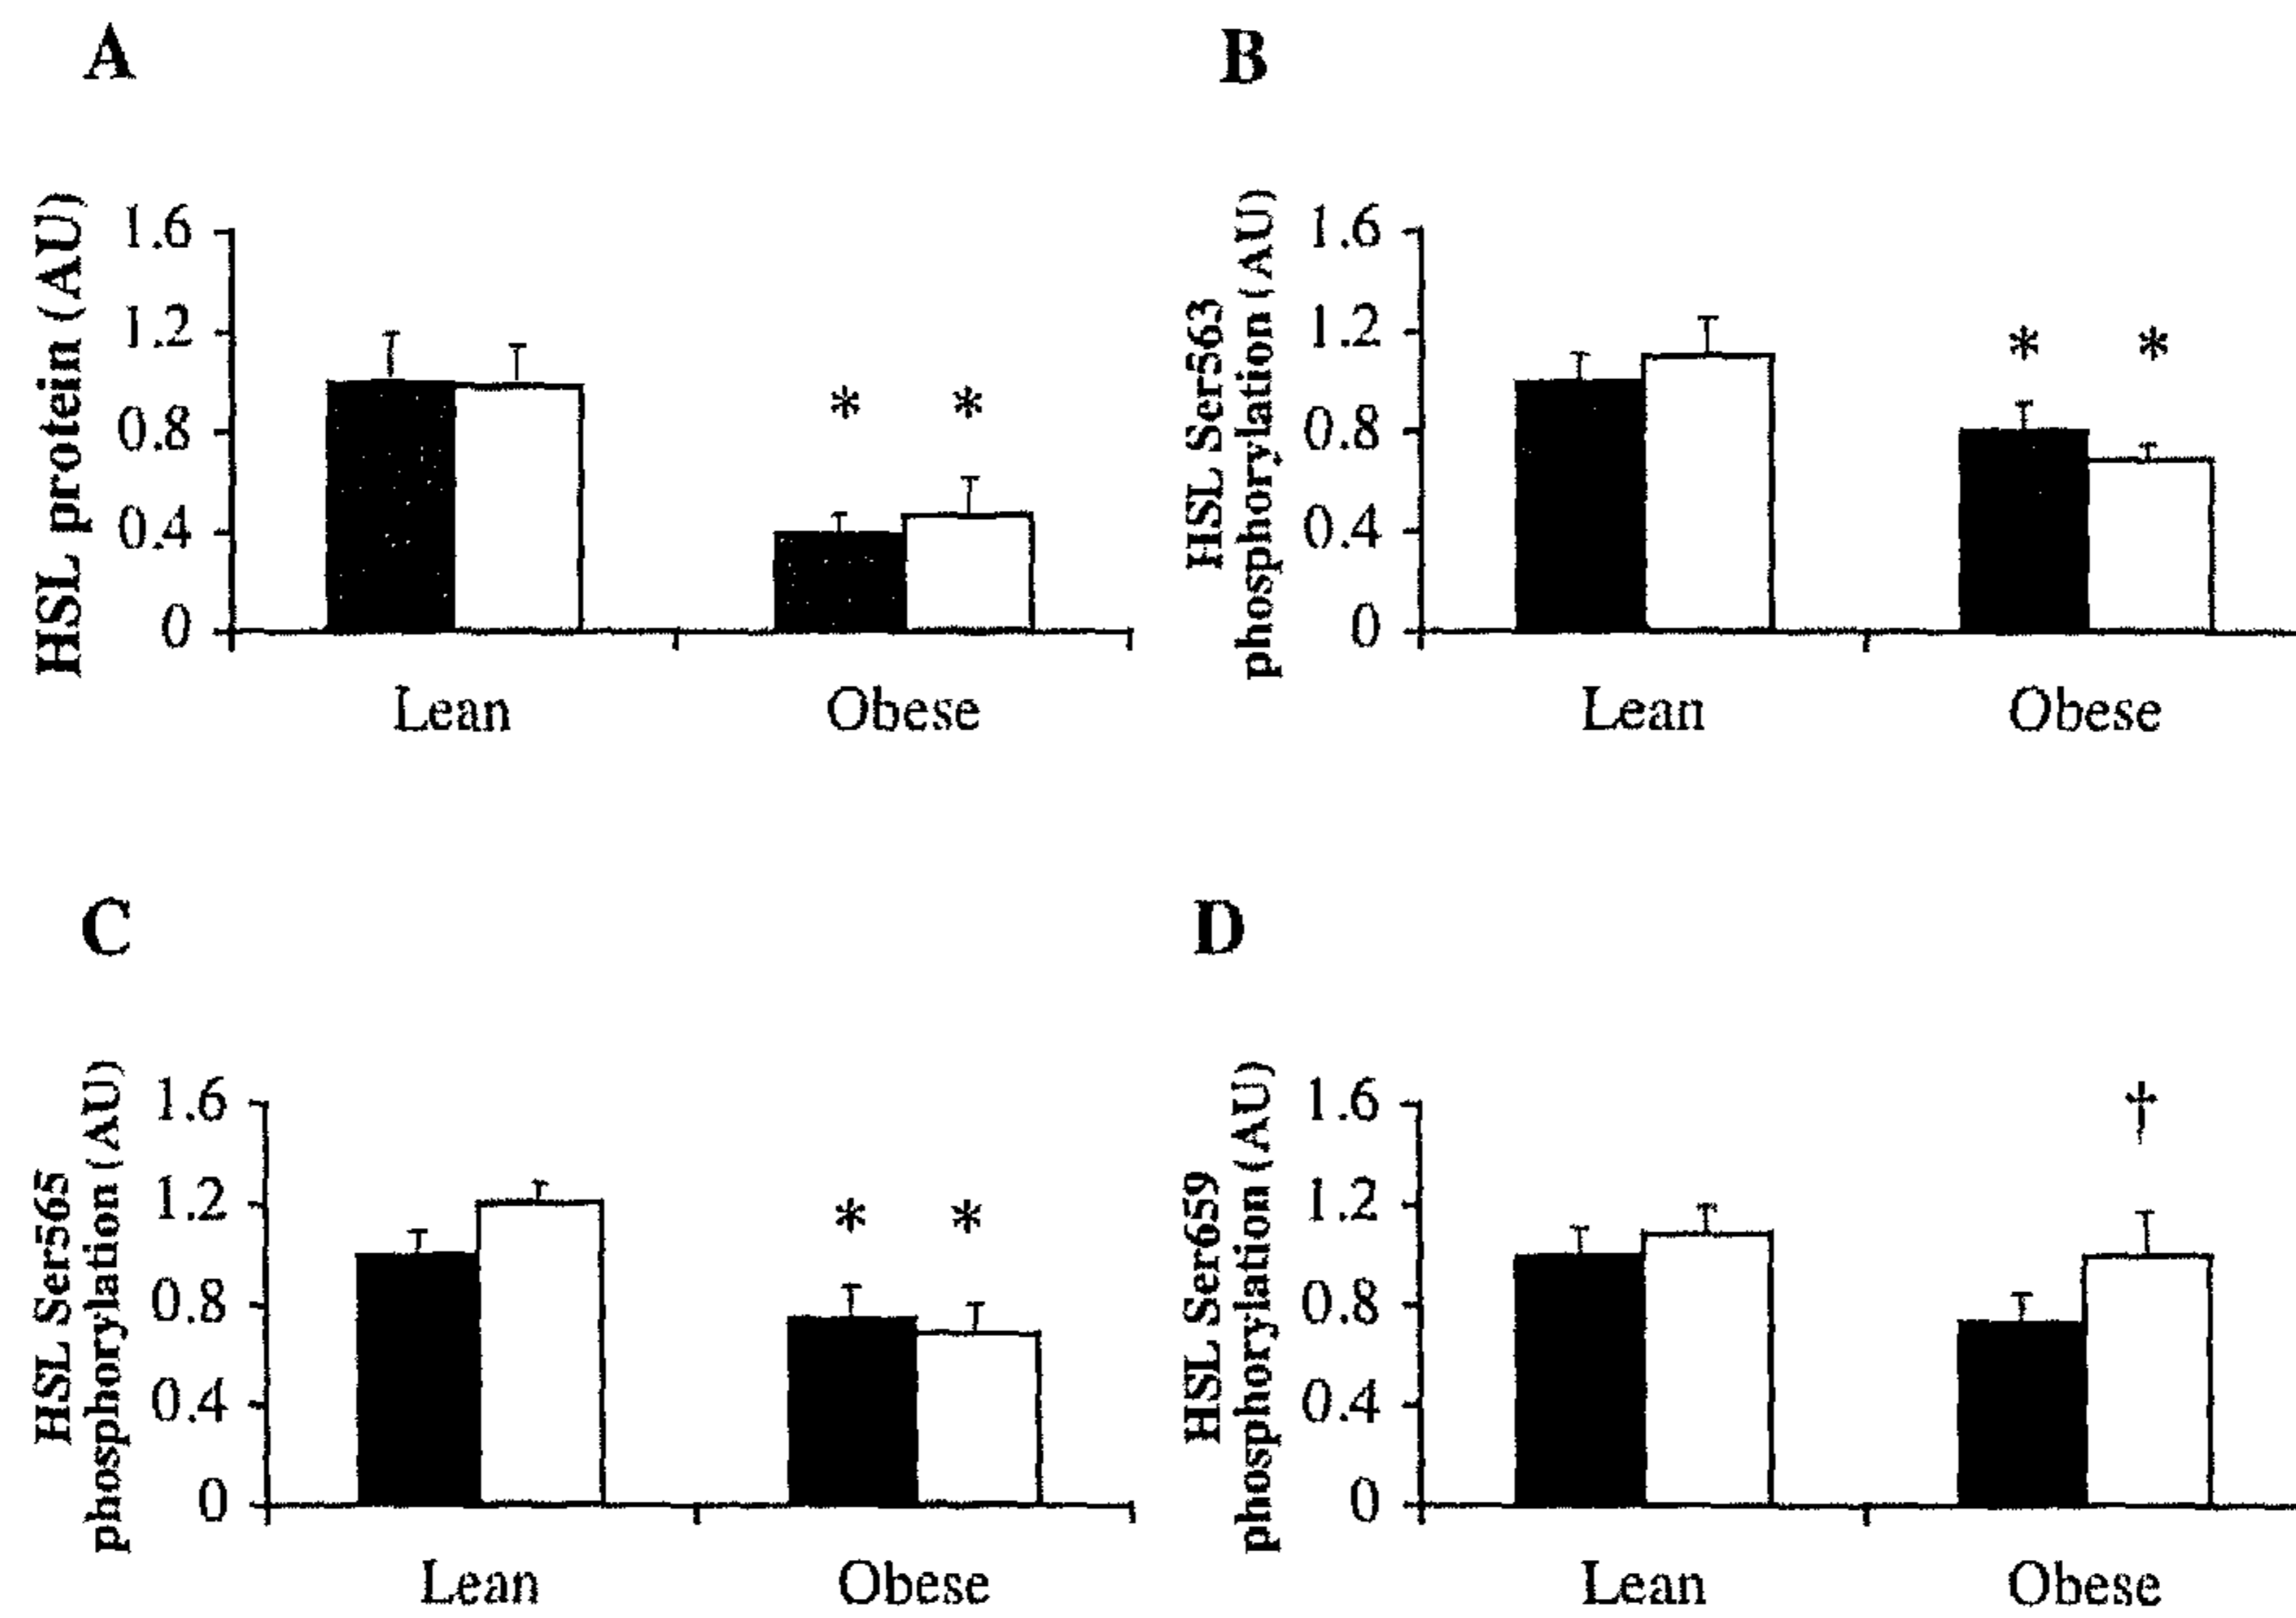 A
HSL protein (AU)
1.6
1.2
0.8
0.4
0
* *
Lean Obese
B
HSL Ser563
phosphorylation (AU)
1.6
1.2
0.8
0.4
0
* *
Lean Obese
C
HSL Ser565
phosphorylation (AU)
1.6
1.2
0.8
0.4
0
* *
Lean Obese
D
HSL Ser659
phosphorylation (AU)
1.6
1.2
0.8
0.4
0
†
Lean Obese